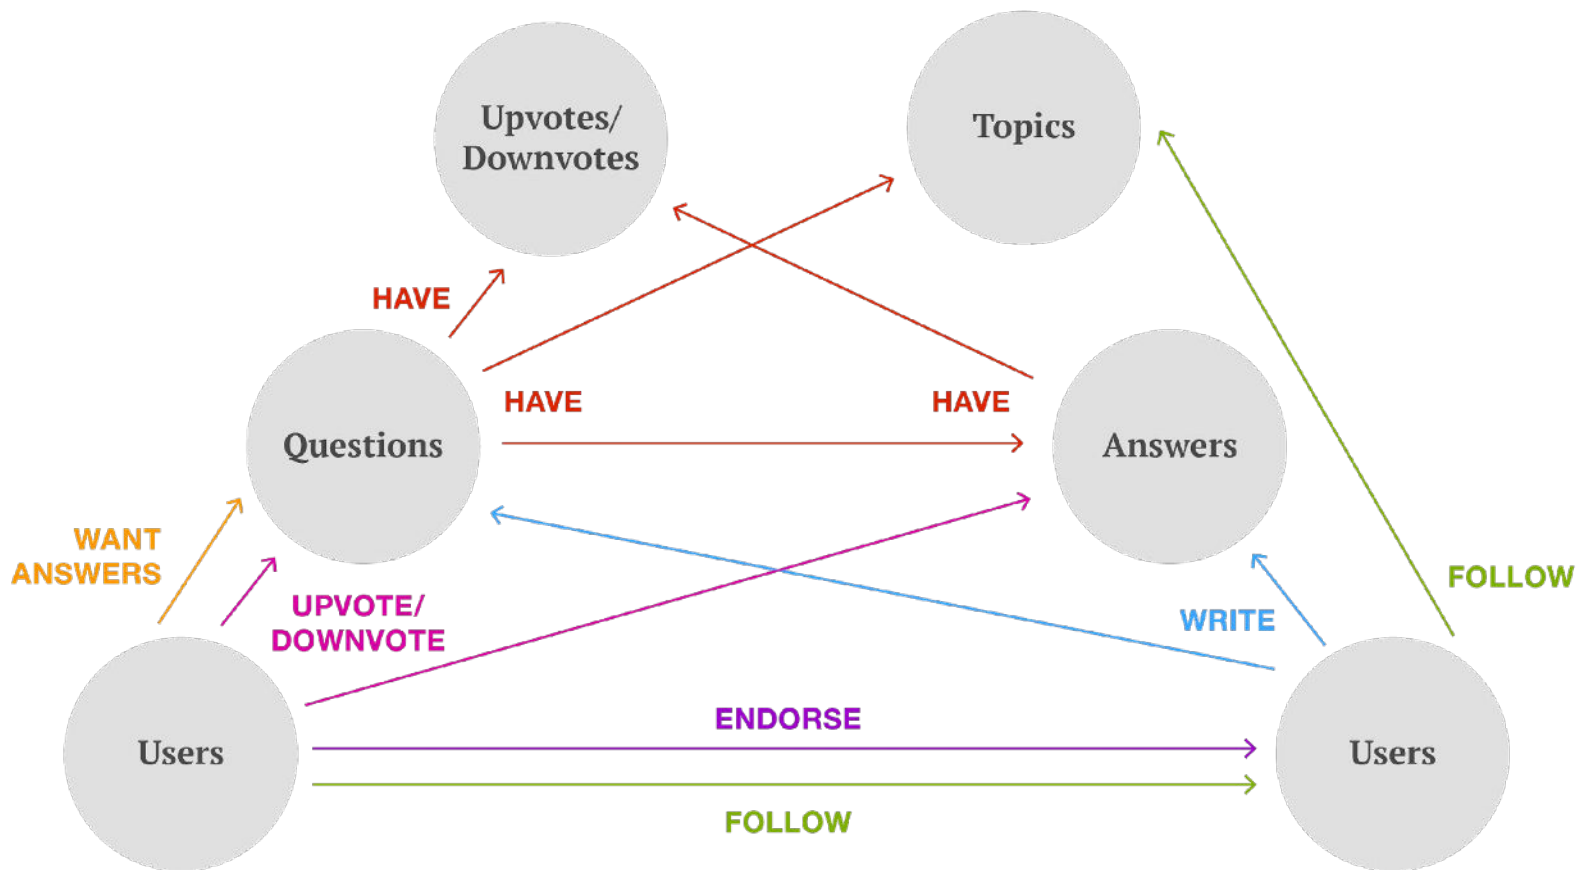 Upvotes/
Downvotes
Topics
HAVE
HAVE
HAVE
Questions
Answers
WANT
ANSWERS
UPVOTE/
DOWNVOTE
WRITE
FOLLOW
ENDORSE
Users
Users
FOLLOW